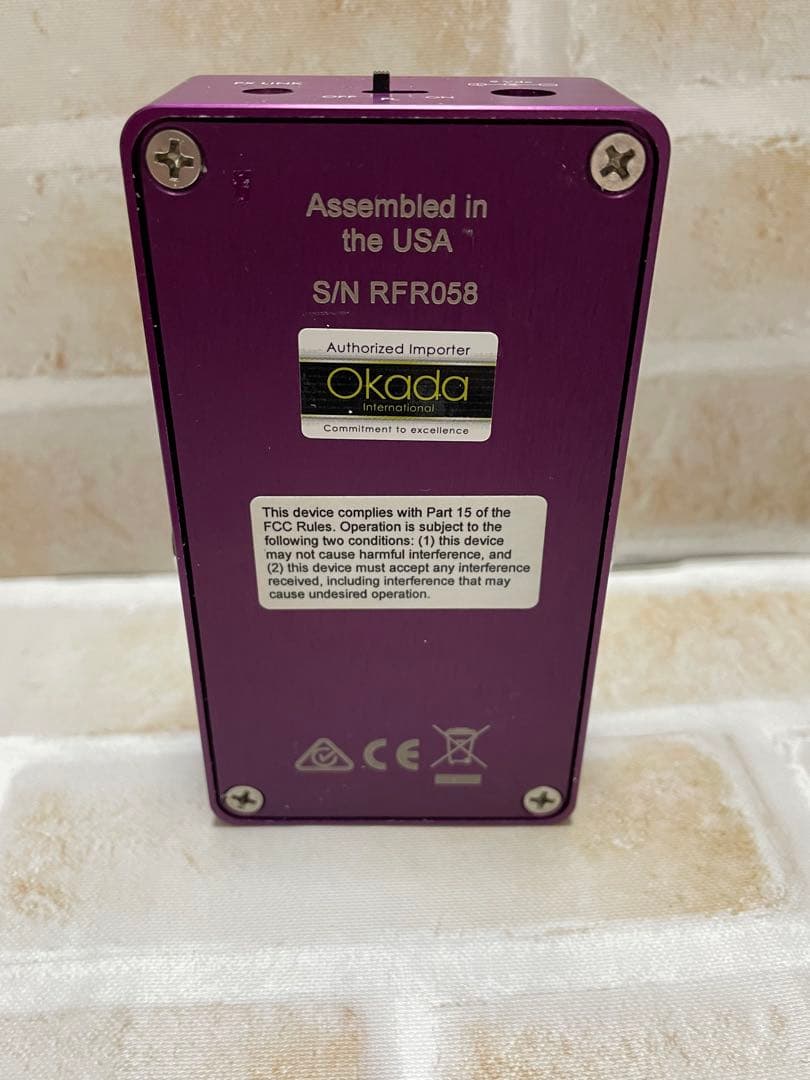 FX LINK
OFF FL ON
9 Vdc
Assembled in
the USA
S/N RFR058
Authorized Importer
Okada
International
Commitment to excellence
This device complies with Part 15 of the
FCC Rules. Operation is subject to the
following two conditions: (1) this device
may not cause harmful interference, and
(2) this device must accept any interference
received, including interference that may
cause undesired operation.
CE